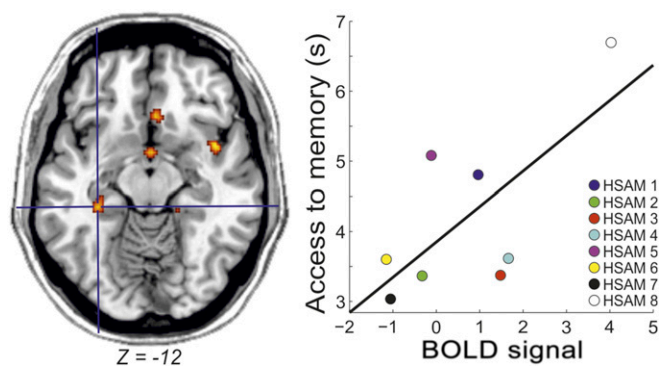 Z = -12
Access to memory (s)
7
6
5
4
3
-2
-1
0
1
2
3
4
5
BOLD signal
HSAM 1
HSAM 2
HSAM 3
HSAM 4
HSAM 5
HSAM 6
HSAM 7
HSAM 8